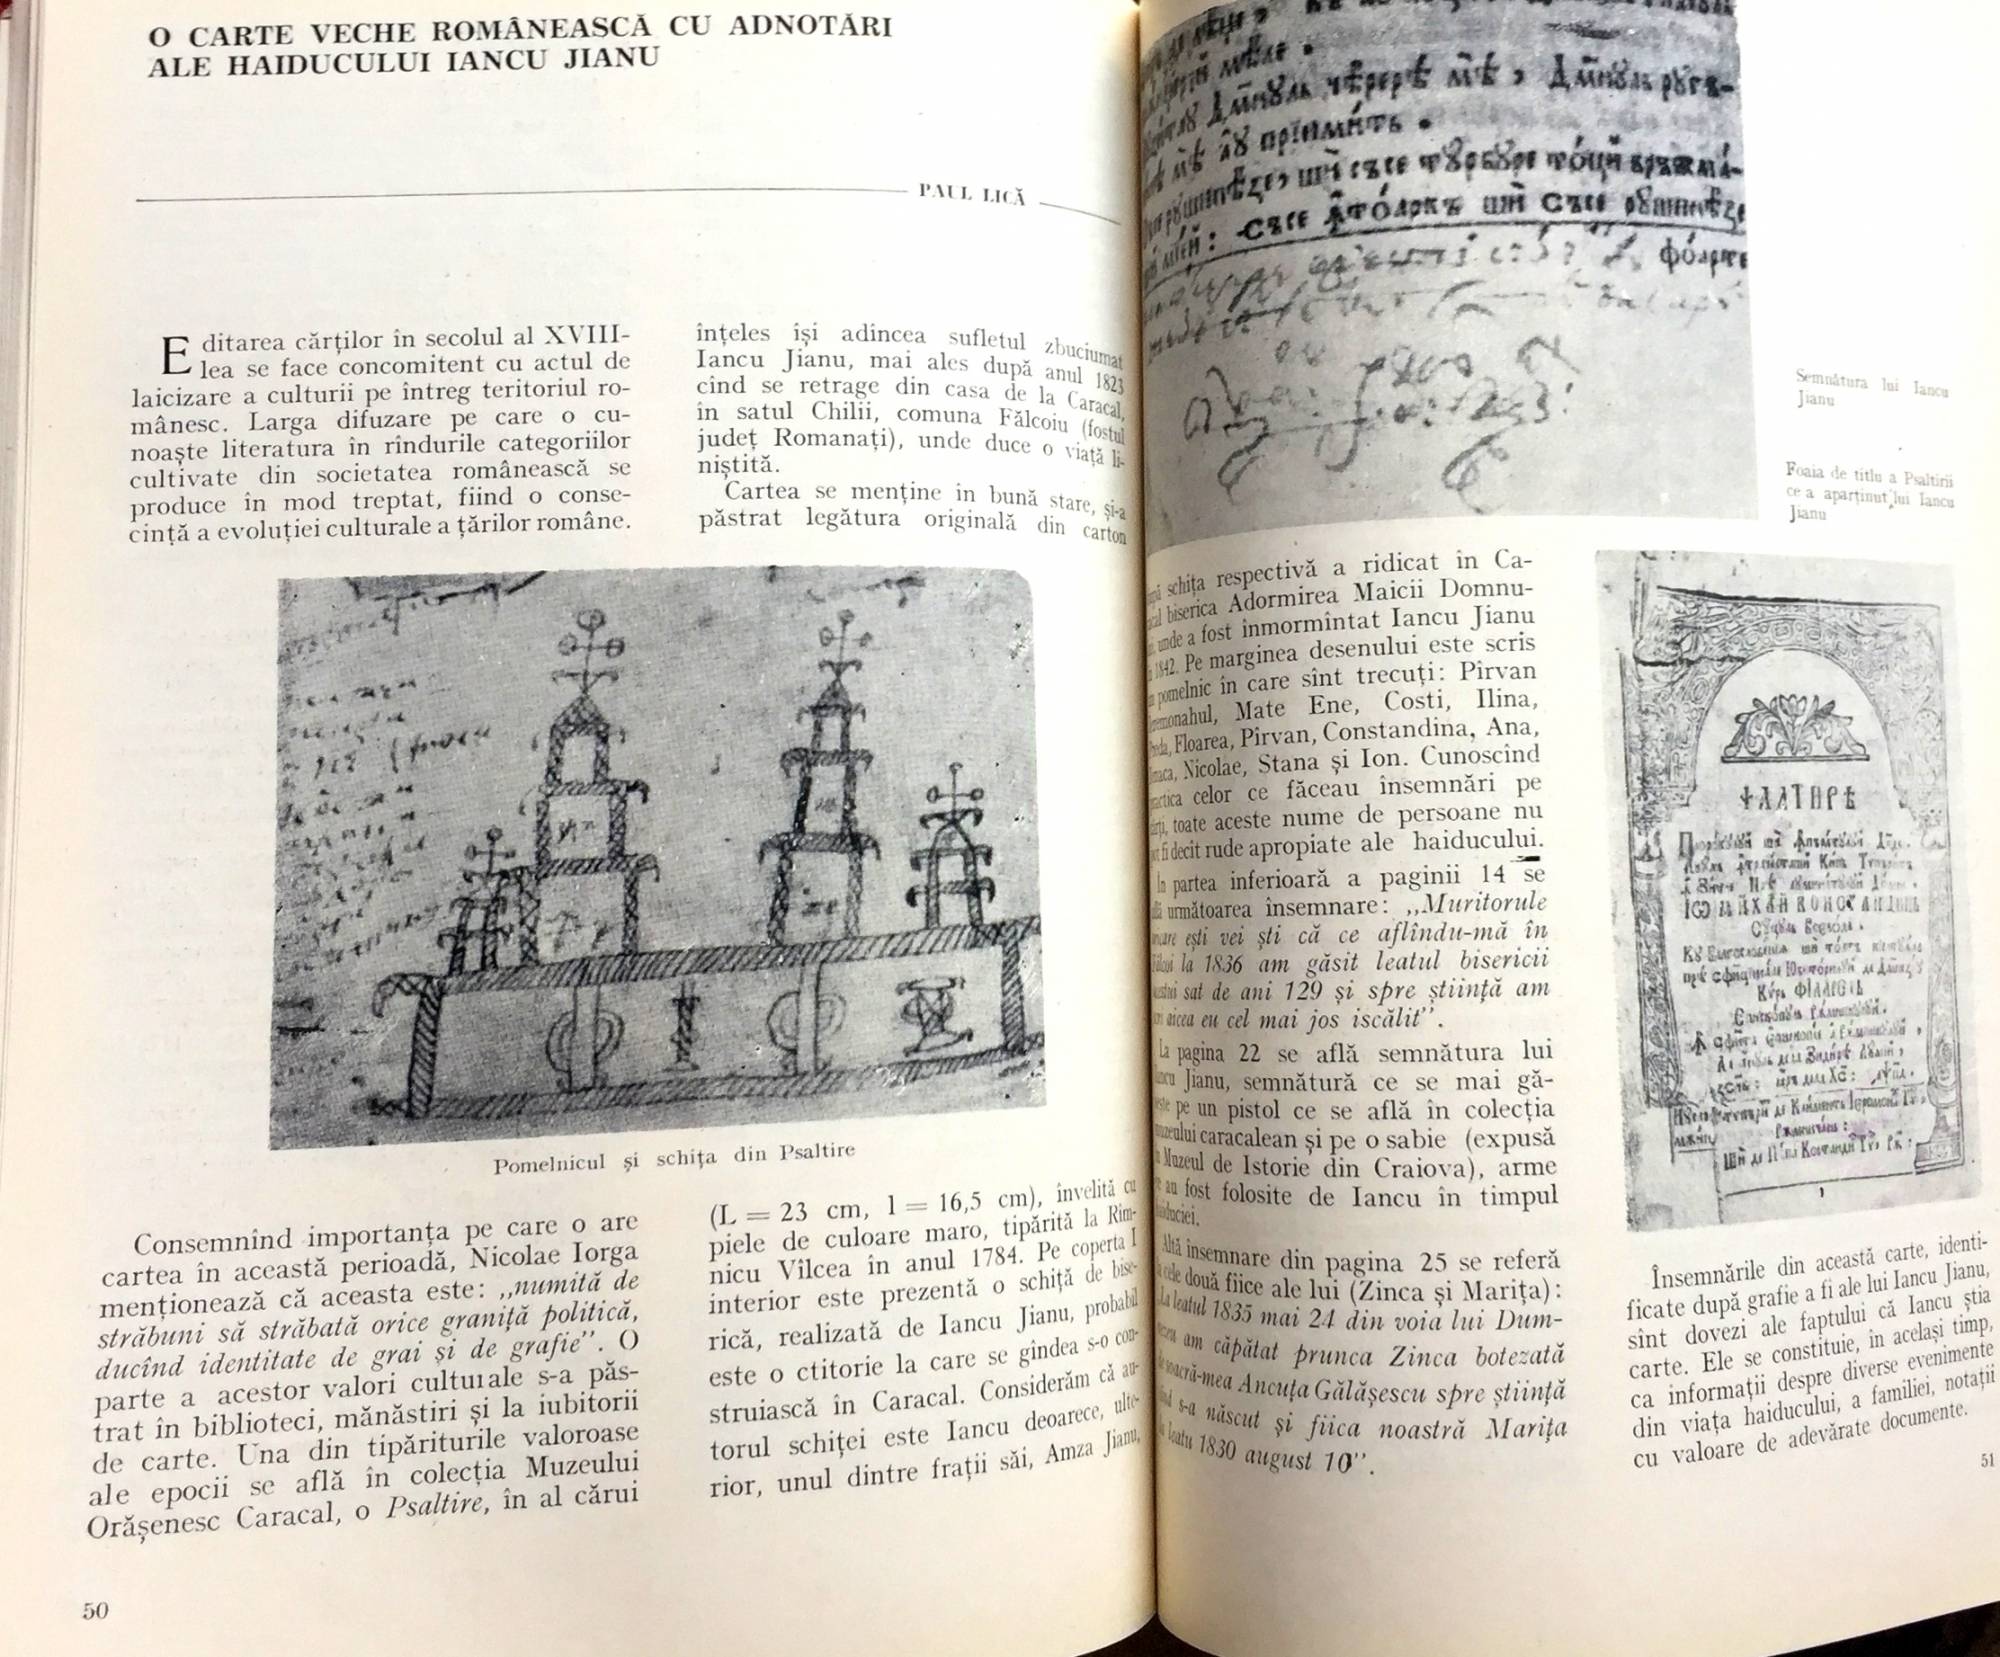 O CARTE VECHE ROMÂNEASCĂ CU ADNOTĂRI
ALE HAIDUCULUI IANCU JIANU
PAUL LICĂ
Editarea cărților în secolul al XVIII-
lea se face concomitent cu actul de
laicizare a culturii pe întreg teritoriul ro-
mânesc. Larga difuzare pe care o cu-
noaște literatura în rîndurile categoriilor
cultivate din societatea românească se
produce în mod treptat, fiind o conse-
cință a evoluției culturale a țărilor române.
Consemnînd importanța pe care o are
cartea în această perioadă, Nicolae Iorga
menționează că aceasta este: ,,numită de
străbuni să străbată orice graniță politică,
ducînd identitate de grai și de grafie”. O
parte a acestor valori culturale s-a păs-
trat în biblioteci, mănăstiri și la iubitorii
de carte. Una din tipăriturile valoroase
ale epocii se află în colecția Muzeului
Orășenesc Caracal, o Psaltire, în al cărui
înțeles își adîncea sufletul zbuciumat
Iancu Jianu, mai ales după anul 1823
cînd se retrage din casa de la Caracal,
în satul Chilii, comuna Fălcoiu (fostul
județ Romanați), unde duce o viață li-
niștită.
Cartea se menține in bună stare, și-a
păstrat legătura originală din carton
Pomelnicul și schița din Psaltire
(L = 23 cm, l = 16,5 cm), învelită cu
piele de culoare maro, tipărită la Rîm-
nicu Vîlcea în anul 1784. Pe coperta I
interior este prezentă o schiță de bise-
rică, realizată de Iancu Jianu, probabil
este o ctitorie la care se gîndea s-o con-
struiască în Caracal. Considerăm că au-
torul schiței este Iancu deoarece, ulte-
rior, unul dintre frații săi, Amza Jianu,
50
Semnătura lui Iancu
Jianu
Foaia de titlu a Psaltirii
ce a aparținut lui Iancu
Jianu
schița respectivă a ridicat în Ca-
biserica Adormirea Maicii Domnu-
unde a fost înmormîntat Iancu Jianu
1842. Pe marginea desenului este scris
pomelnic în care sînt trecuți: Pîrvan
Mate Ene, Costi, Ilina,
Floarea, Pîrvan, Constandina, Ana,
Nicolae, Stana și Ion. Cunoscînd
celor ce făceau însemnări pe
toate aceste nume de persoane nu
fi decît rude apropiate ale haiducului.
În partea inferioară a paginii 14 se
următoarea însemnare: ,,Muritorule
ești vei ști că ce aflîndu-mă în
la 1836 am găsit leatul bisericii
sat de ani 129 și spre știință am
aicea eu cel mai jos iscălit”.
La pagina 22 se află semnătura lui
Jianu, semnătură ce se mai gă-
pe un pistol ce se află în colecția
caracalean și pe o sabie (expusă
Muzeul de Istorie din Craiova), arme
au fost folosite de Iancu în timpul
Altă însemnare din pagina 25 se referă
cele două fiice ale lui (Zinca și Marița):
La leatul 1835 mai 24 din voia lui Dum-
am căpătat prunca Zinca botezată
soacră-mea Ancuța Gălășescu spre știință
s-a născut și fiica noastră Marița
leatu 1830 august 10”.
Însemnările din această carte, identi-
ficate după grafie a fi ale lui Iancu Jianu,
sînt dovezi ale faptului că Iancu știa
carte. Ele se constituie, in același timp,
ca informații despre diverse evenimente
din viața haiducului, a familiei, notații
cu valoare de adevărate documente.
51